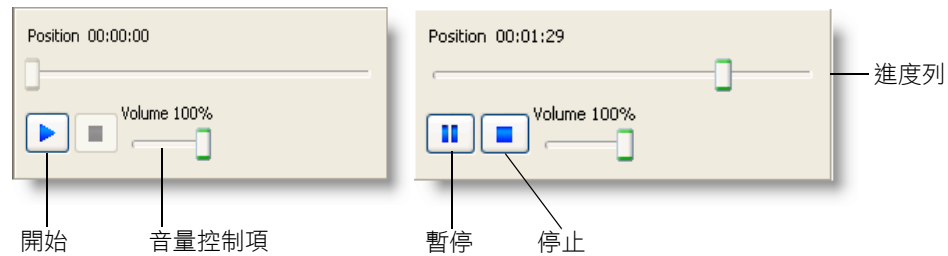 Position 00:00:00
Volume 100%
開始
音量控制項
Position 00:01:29
Volume 100%
進度列
暫停
停止